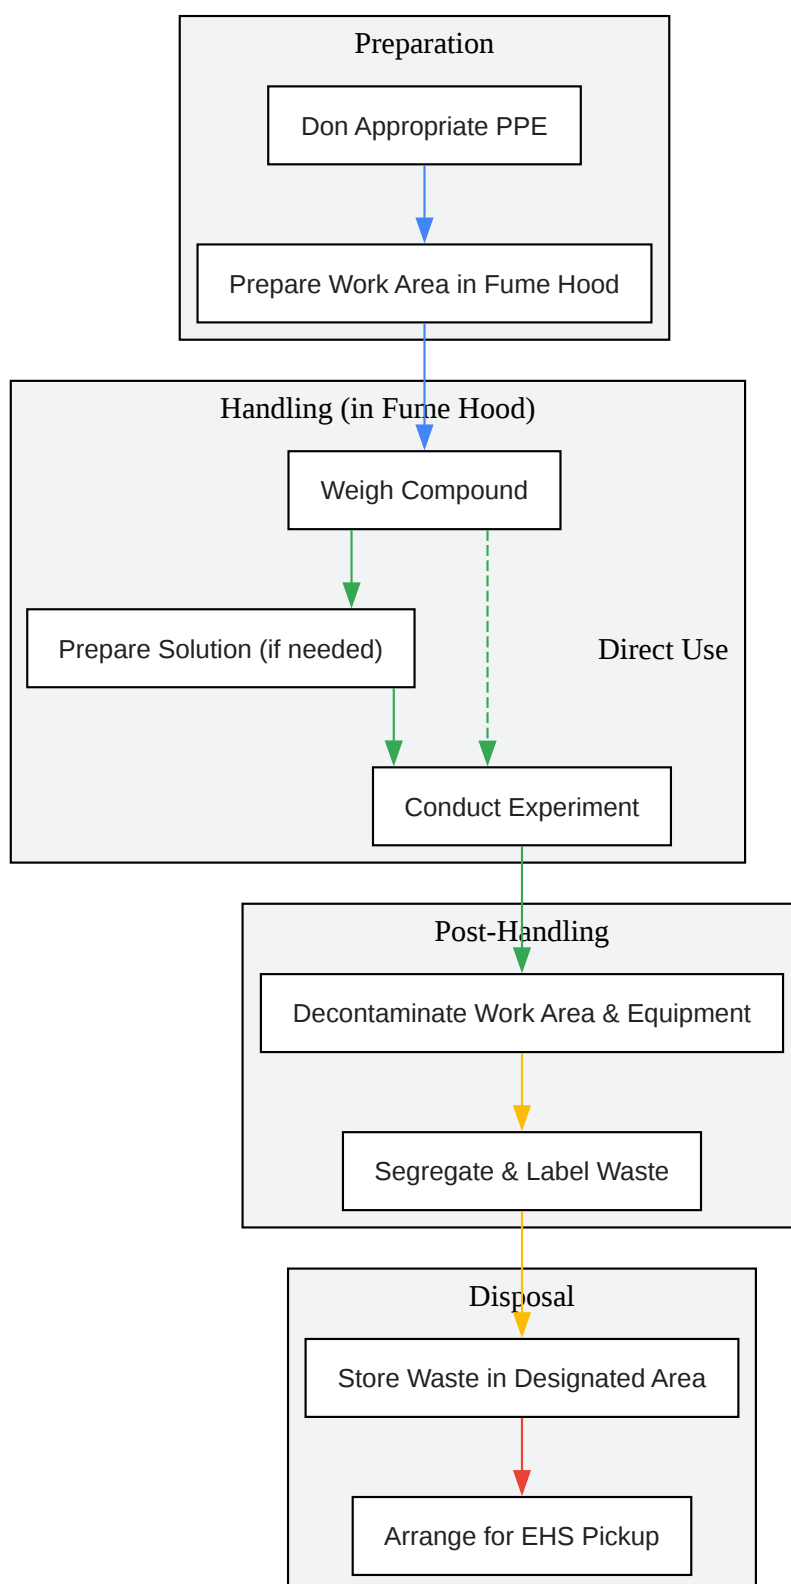 Preparation
Don Appropriate PPE
Prepare Work Area in Fume Hood
Handling (in Fume Hood)
Weigh Compound
Prepare Solution (if needed)
Direct Use
Conduct Experiment
Post-Handling
Decontaminate Work Area & Equipment
Segregate & Label Waste
Disposal
Store Waste in Designated Area
Arrange for EHS Pickup